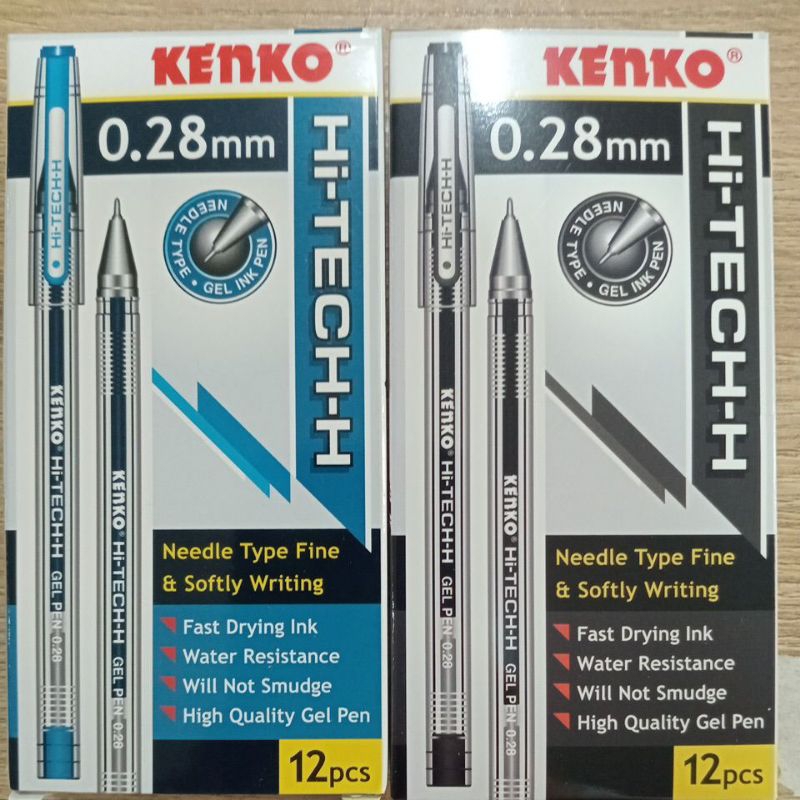 KENKO®
0.28mm
Hi-TECH-H
Hi-TECH-H
NEEDLE TYPE • GEL INK PEN
KENKO® Hi-TECH-H GEL PEN 0.28
KENKO® Hi-TECH-H GEL PEN 0.28
Needle Type Fine
& Softly Writing
Fast Drying Ink
Water Resistance
Will Not Smudge
High Quality Gel Pen
12pcs
KENKO®
0.28mm
Hi-TECH-H
Hi-TECH-H
NEEDLE TYPE • GEL INK PEN
KENKO® Hi-TECH-H GEL PEN 0.28
KENKO® Hi-TECH-H GEL PEN 0.28
Needle Type Fine
& Softly Writing
Fast Drying Ink
Water Resistance
Will Not Smudge
High Quality Gel Pen
12pcs